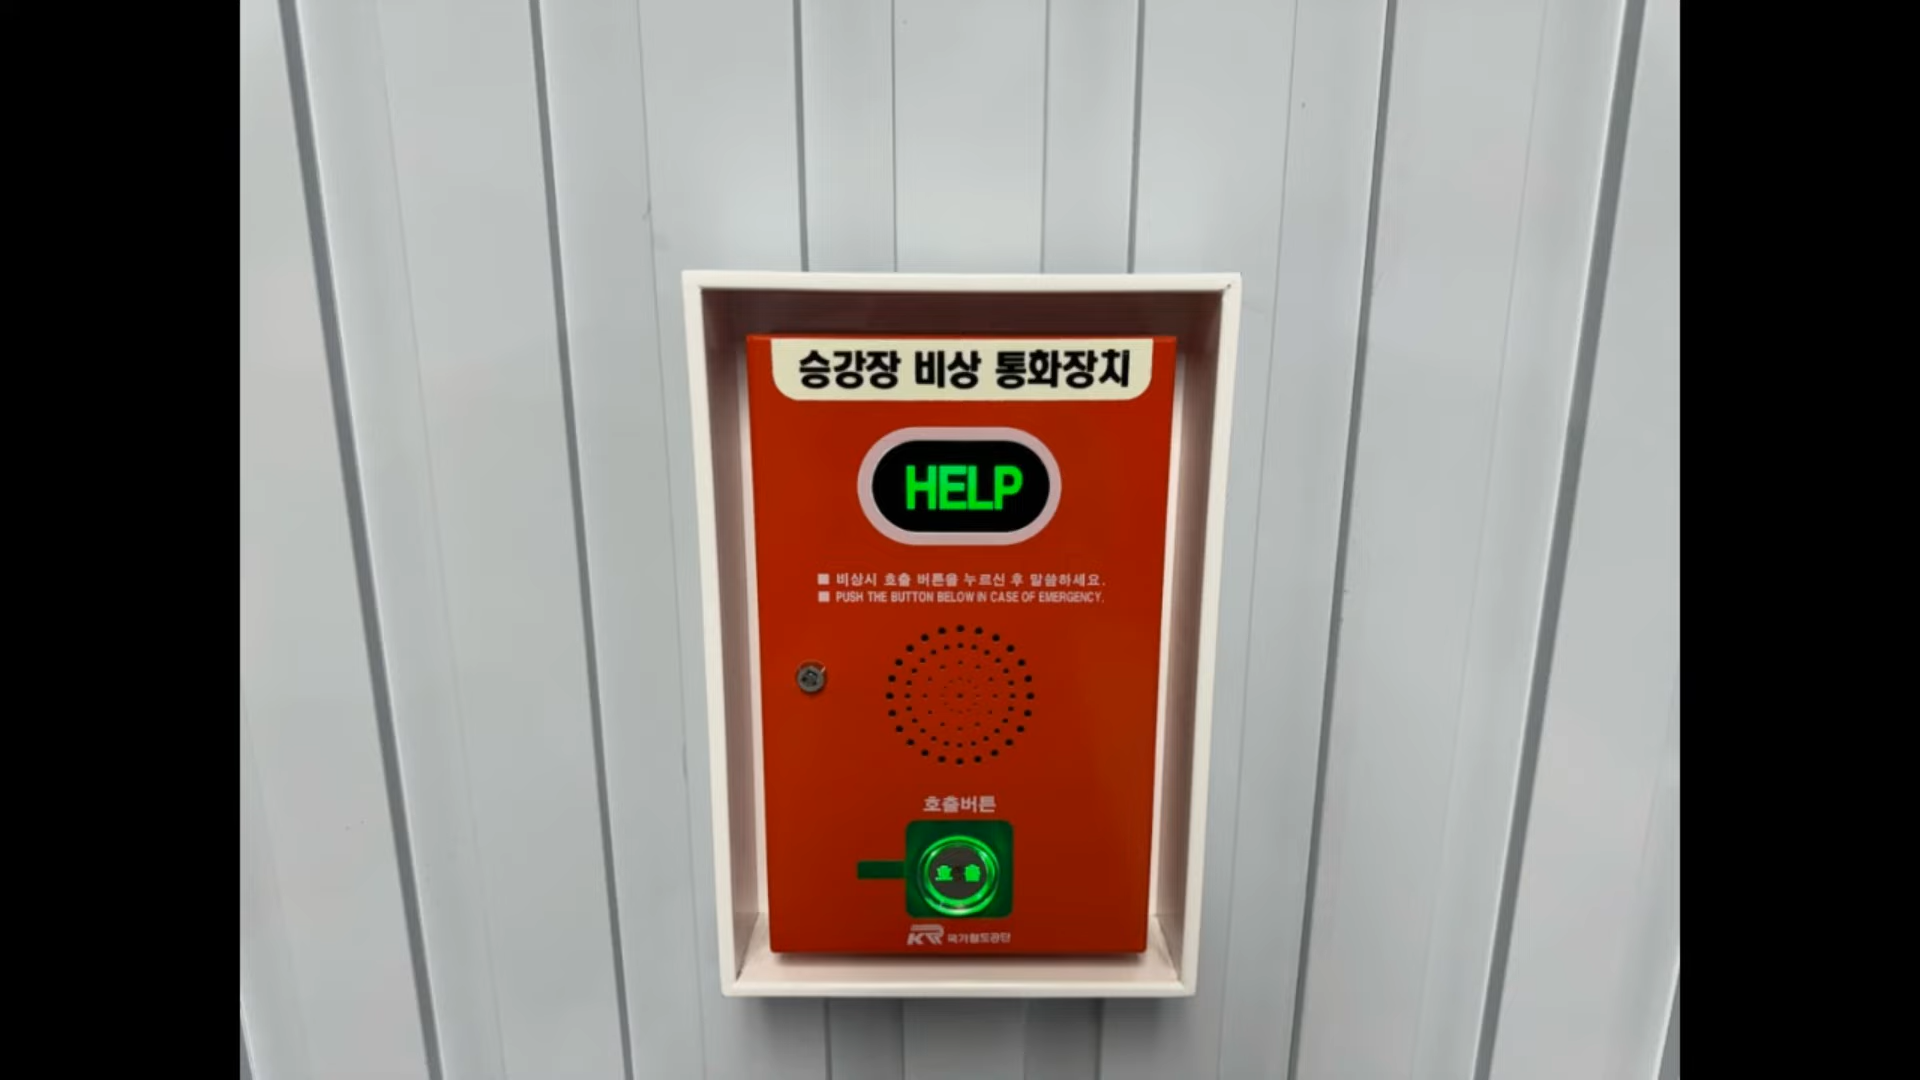 승강장 비상 통화장치
HELP
■ 비상시 호출 버튼을 누르신 후 말씀하세요.
■ PUSH THE BUTTON BELOW IN CASE OF EMERGENCY.
호출버튼
호출
KR 국가철도공단